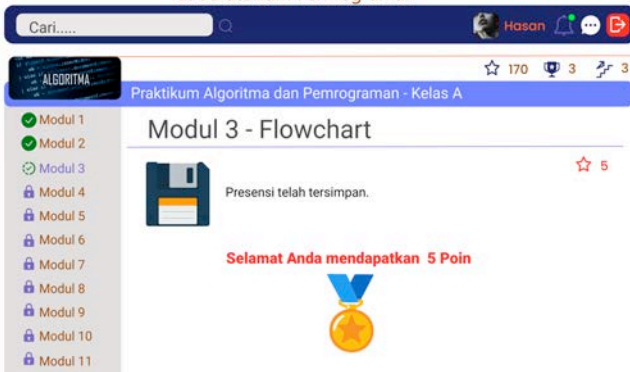 Cari.....
Hasan
170 3 3
ALGORITMA
Praktikum Algoritma dan Pemrograman - Kelas A
Modul 1
Modul 2
Modul 3
Modul 4
Modul 5
Modul 6
Modul 7
Modul 8
Modul 9
Modul 10
Modul 11
Modul 3 - Flowchart
5
Presensi telah tersimpan.
Selamat Anda mendapatkan 5 Poin